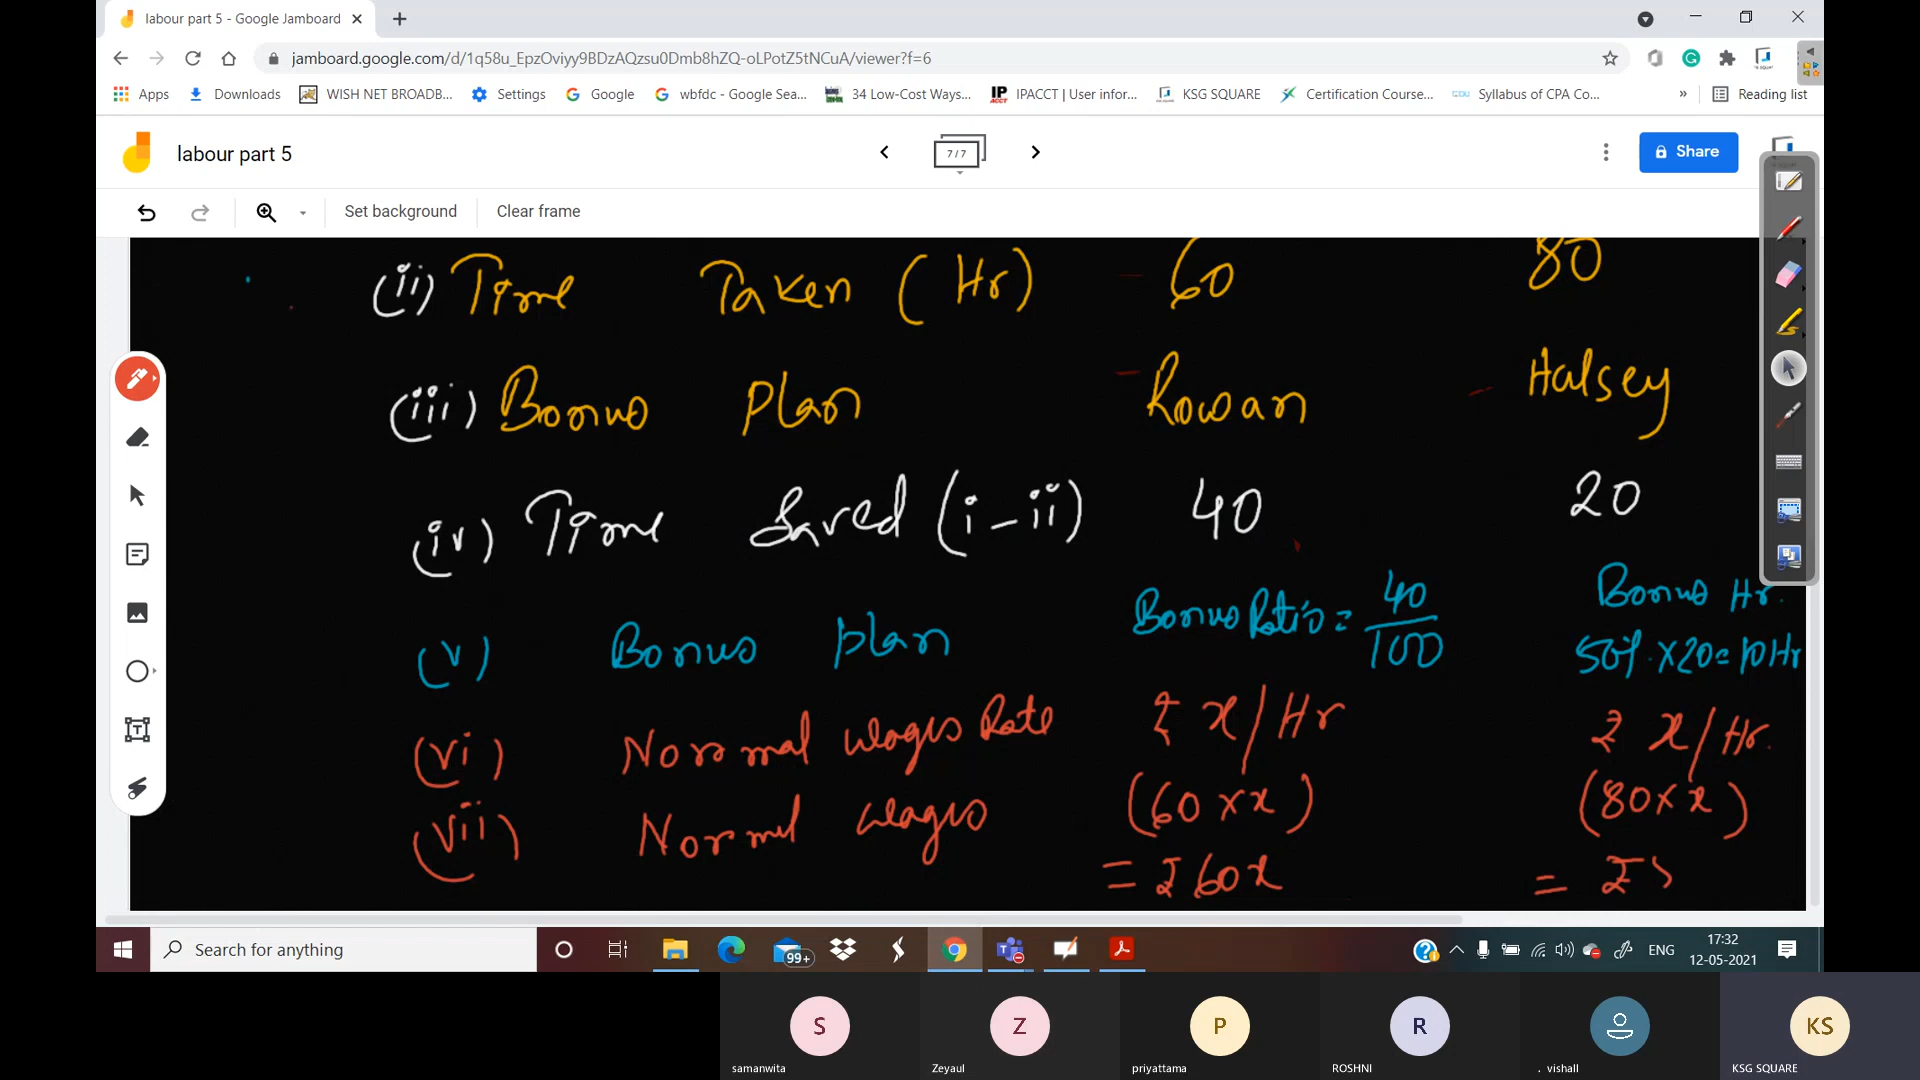 labour part 5 - Google Jamboard
jamboard.google.com/d/1q58u_EpzOviyy9BDzAQzsu0Dmb8hZQ-oLPotZ5tNCuA/viewer?f=6
Apps Downloads WISH NET BROADB... Settings Google wbfdc - Google Sea... 34 Low-Cost Ways... IPACCT | User infor... KSG SQUARE Certification Course... Syllabus of CPA Co... » Reading list
labour part 5 7/7 Share
Set background Clear frame
(ii) Time Taken (Hr) 60 80
(iii) Bonus Plan Rowan Halsey
(iv) Time Saved (i-ii) 40 20
(v) Bonus plan Bonus Ratio = 40/100 Bonus Hr.
50% × 20 = 10 Hr
(vi) Normal wages Rate ₹ x/Hr ₹ x/Hr.
(vii) Normal wages (60 × x) (80 × x)
= ₹ 60x = ₹
Search for anything 99+ ENG 17:32
12-05-2021
S Z P R KS
samanwita Zeyaul priyattama ROSHNI . vishall KSG SQUARE